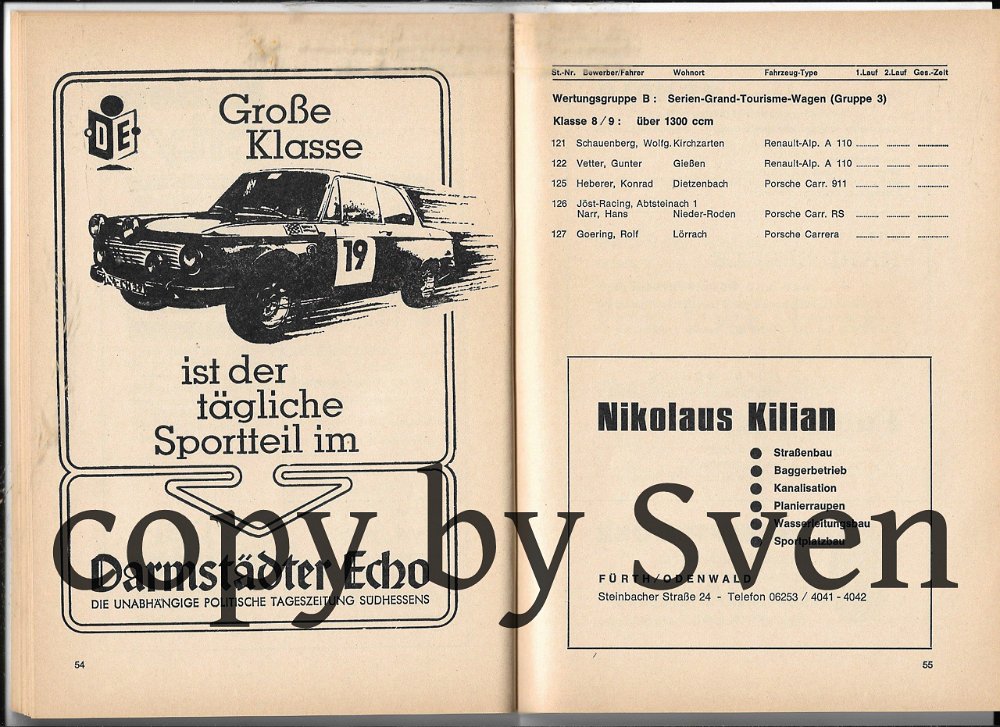 DE
Große
Klasse
19
ist der
tägliche
Sportteil im
Darmstädter Echo
DIE UNABHÄNGIGE POLITISCHE TAGESZEITUNG SÜDHESSENS
54
St.-Nr. Bewerber/Fahrer Wohnort Fahrzeug-Type 1.Lauf 2.Lauf Ges.-Zeit
Wertungsgruppe B : Serien-Grand-Tourisme-Wagen (Gruppe 3)
Klasse 8/9 : über 1300 ccm
121 Schauenberg, Wolfg. Kirchzarten Renault-Alp. A 110
122 Vetter, Gunter Gießen Renault-Alp. A 110
125 Heberer, Konrad Dietzenbach Porsche Carr. 911
126 Jöst-Racing, Abtsteinach 1
Narr, Hans Nieder-Roden Porsche Carr. RS
127 Goering, Rolf Lörrach Porsche Carrera
Nikolaus Kilian
● Straßenbau
● Baggerbetrieb
● Kanalisation
● Planierraupen
● Wasserleitungsbau
● Sportplatzbau
FÜRTH/ODENWALD
Steinbacher Straße 24 - Telefon 06253 / 4041 - 4042
55
copy by Sven